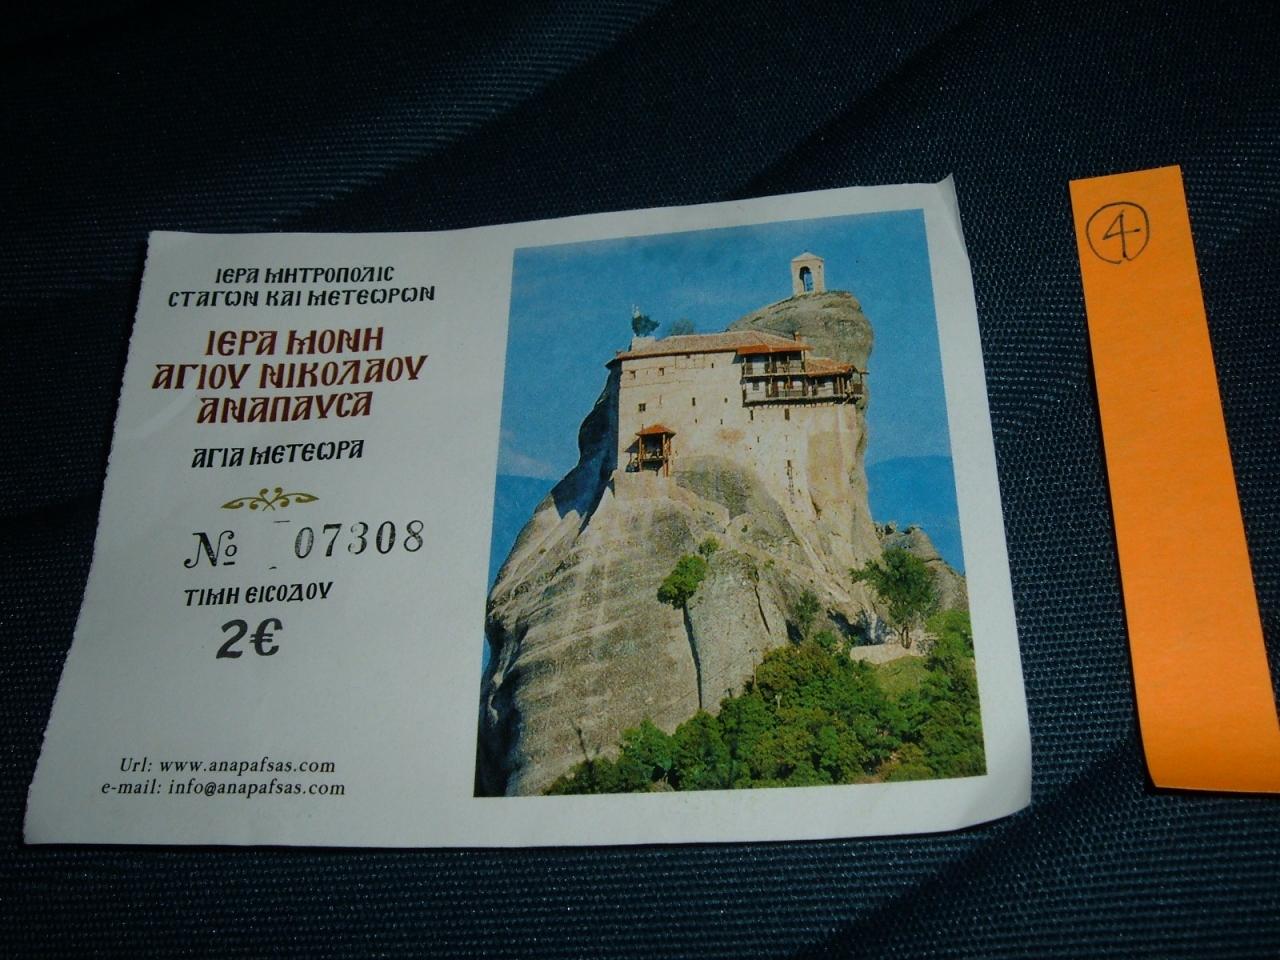 ΙΕΡΑ ΜΗΤΡΟΠΟΛΙΣ
ΣΤΑΓΩΝ ΚΑΙ ΜΕΤΕΩΡΩΝ
ΙΕΡΑ ΜΟΝΗ
ΑΓΙΟΥ ΝΙΚΟΛΑΟΥ
ΑΝΑΠΑΥΣΑ
ΑΓΙΑ ΜΕΤΕΩΡΑ
№ 07308
ΤΙΜΗ ΕΙΣΟΔΟΥ
2€
Url: www.anapafsas.com
e-mail: info@anapafsas.com
4